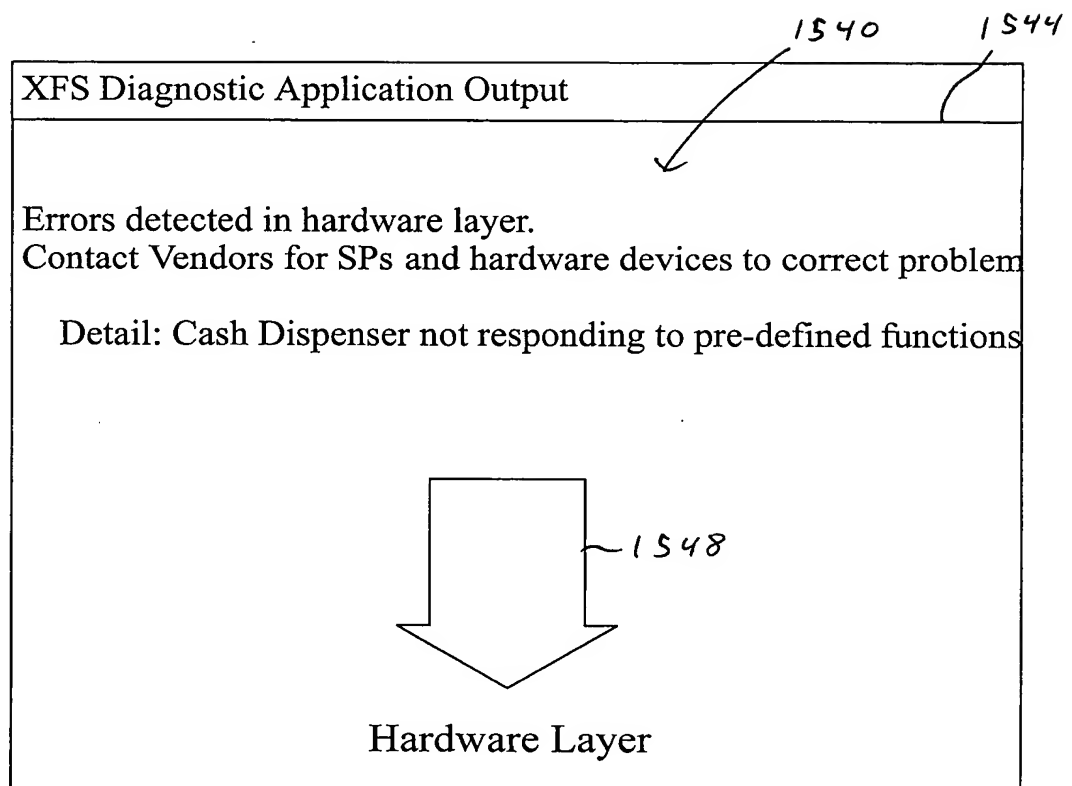 1540 1544
XFS Diagnostic Application Output
Errors detected in hardware layer.
Contact Vendors for SPs and hardware devices to correct problem
Detail: Cash Dispenser not responding to pre-defined functions
1548
Hardware Layer